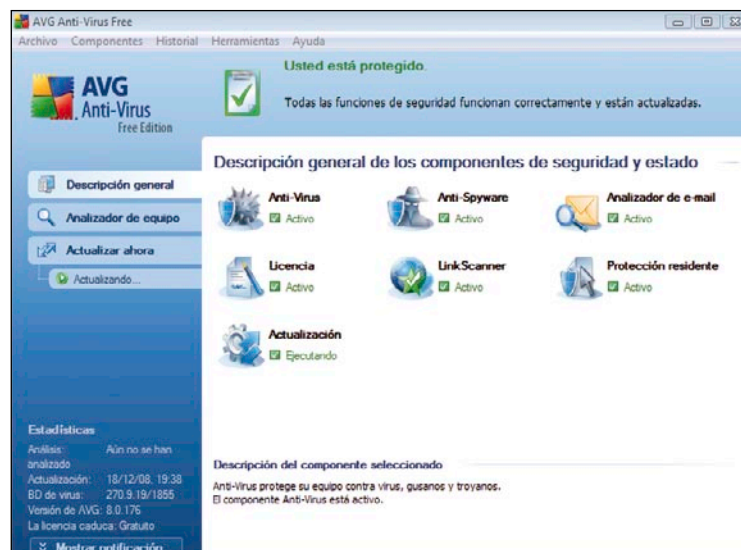 AVG Anti-Virus Free
Archivo Componentes Historial Herramientas Ayuda
AVG
Anti-Virus
Free Edition
Usted está protegido.
Todas las funciones de seguridad funcionan correctamente y están actualizadas.
Descripción general
Analizador de equipo
Actualizar ahora
Actualizando...
Descripción general de los componentes de seguridad y estado
Anti-Virus
Activo
Anti-Spyware
Activo
Analizador de e-mail
Activo
Licencia
Activo
LinkScanner
Activo
Protección residente
Activo
Actualización
Ejecutando
Estadísticas
Análisis: Aún no se han
analizado
Actualización: 18/12/08, 19:38
BD de virus: 270.9.19/1855
Versión de AVG: 8.0.176
La licencia caduca: Gratuito
Mostrar notificación
Descripción del componente seleccionado
Anti-Virus protege su equipo contra virus, gusanos y troyanos.
El componente Anti-Virus está activo.